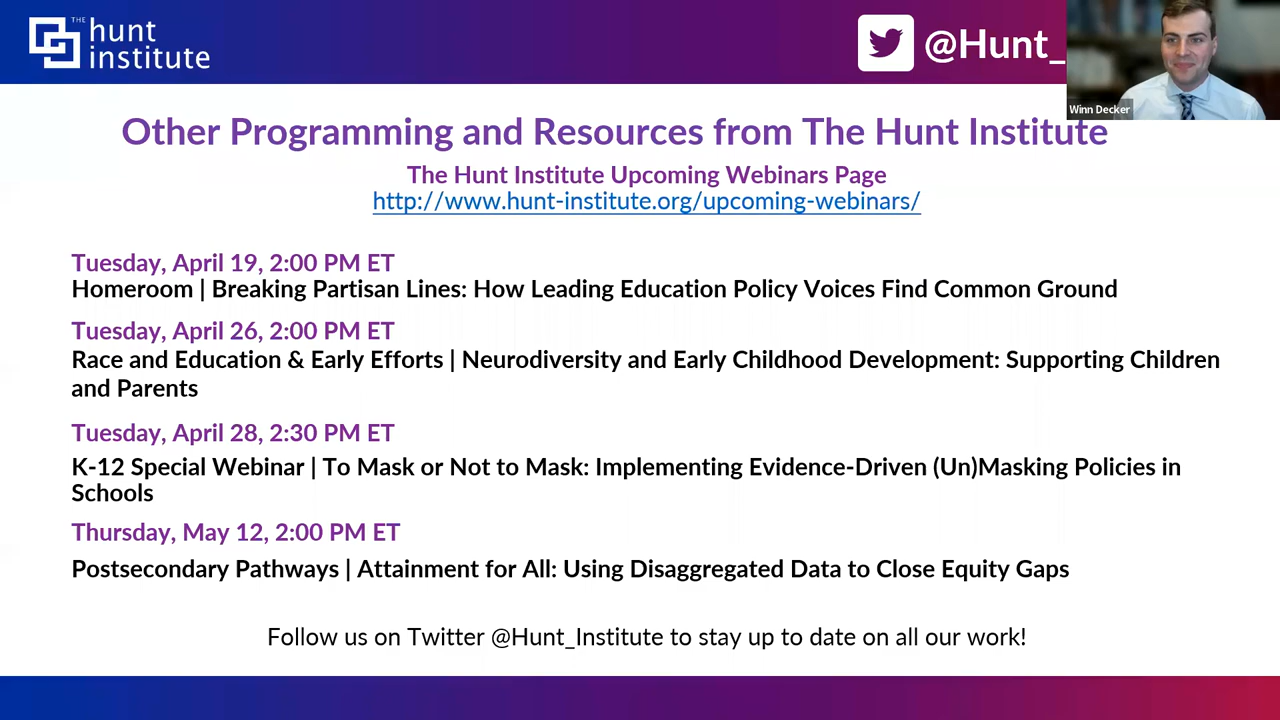 THE
hunt
institute
@Hunt_
Winn Decker
Other Programming and Resources from The Hunt Institute
The Hunt Institute Upcoming Webinars Page
http://www.hunt-institute.org/upcoming-webinars/
Tuesday, April 19, 2:00 PM ET
Homeroom | Breaking Partisan Lines: How Leading Education Policy Voices Find Common Ground
Tuesday, April 26, 2:00 PM ET
Race and Education & Early Efforts | Neurodiversity and Early Childhood Development: Supporting Children
and Parents
Tuesday, April 28, 2:30 PM ET
K-12 Special Webinar | To Mask or Not to Mask: Implementing Evidence-Driven (Un)Masking Policies in
Schools
Thursday, May 12, 2:00 PM ET
Postsecondary Pathways | Attainment for All: Using Disaggregated Data to Close Equity Gaps
Follow us on Twitter @Hunt_Institute to stay up to date on all our work!